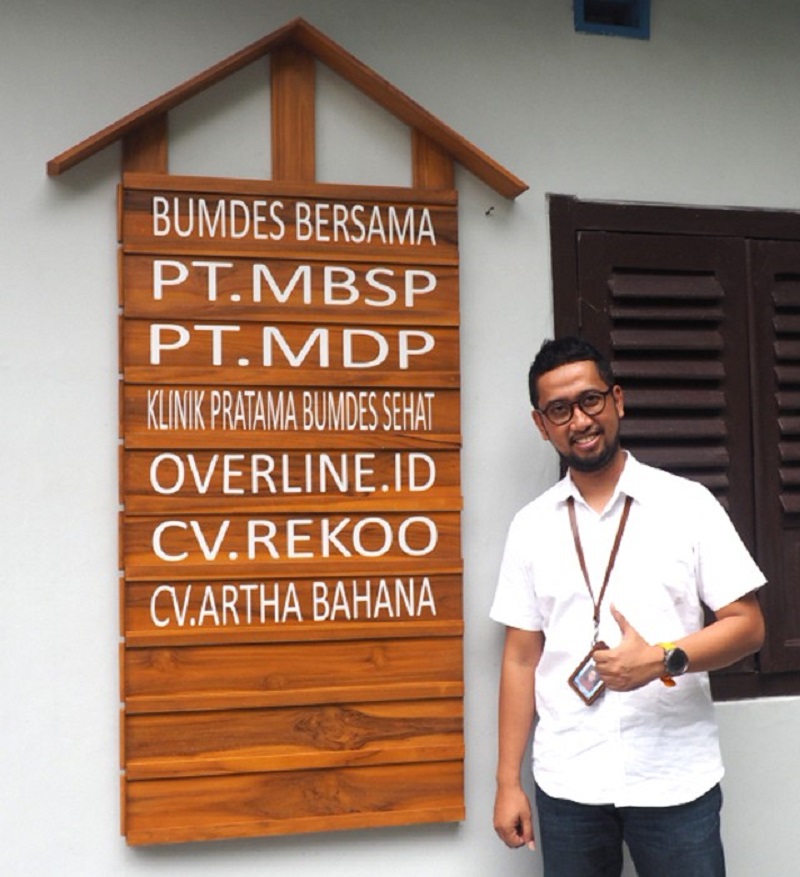 BUMDES BERSAMA
PT.MBSP
PT.MDP
KLINIK PRATAMA BUMDES SEHAT
OVERLINE.ID
CV.REKOO
CV.ARTHA BAHANA